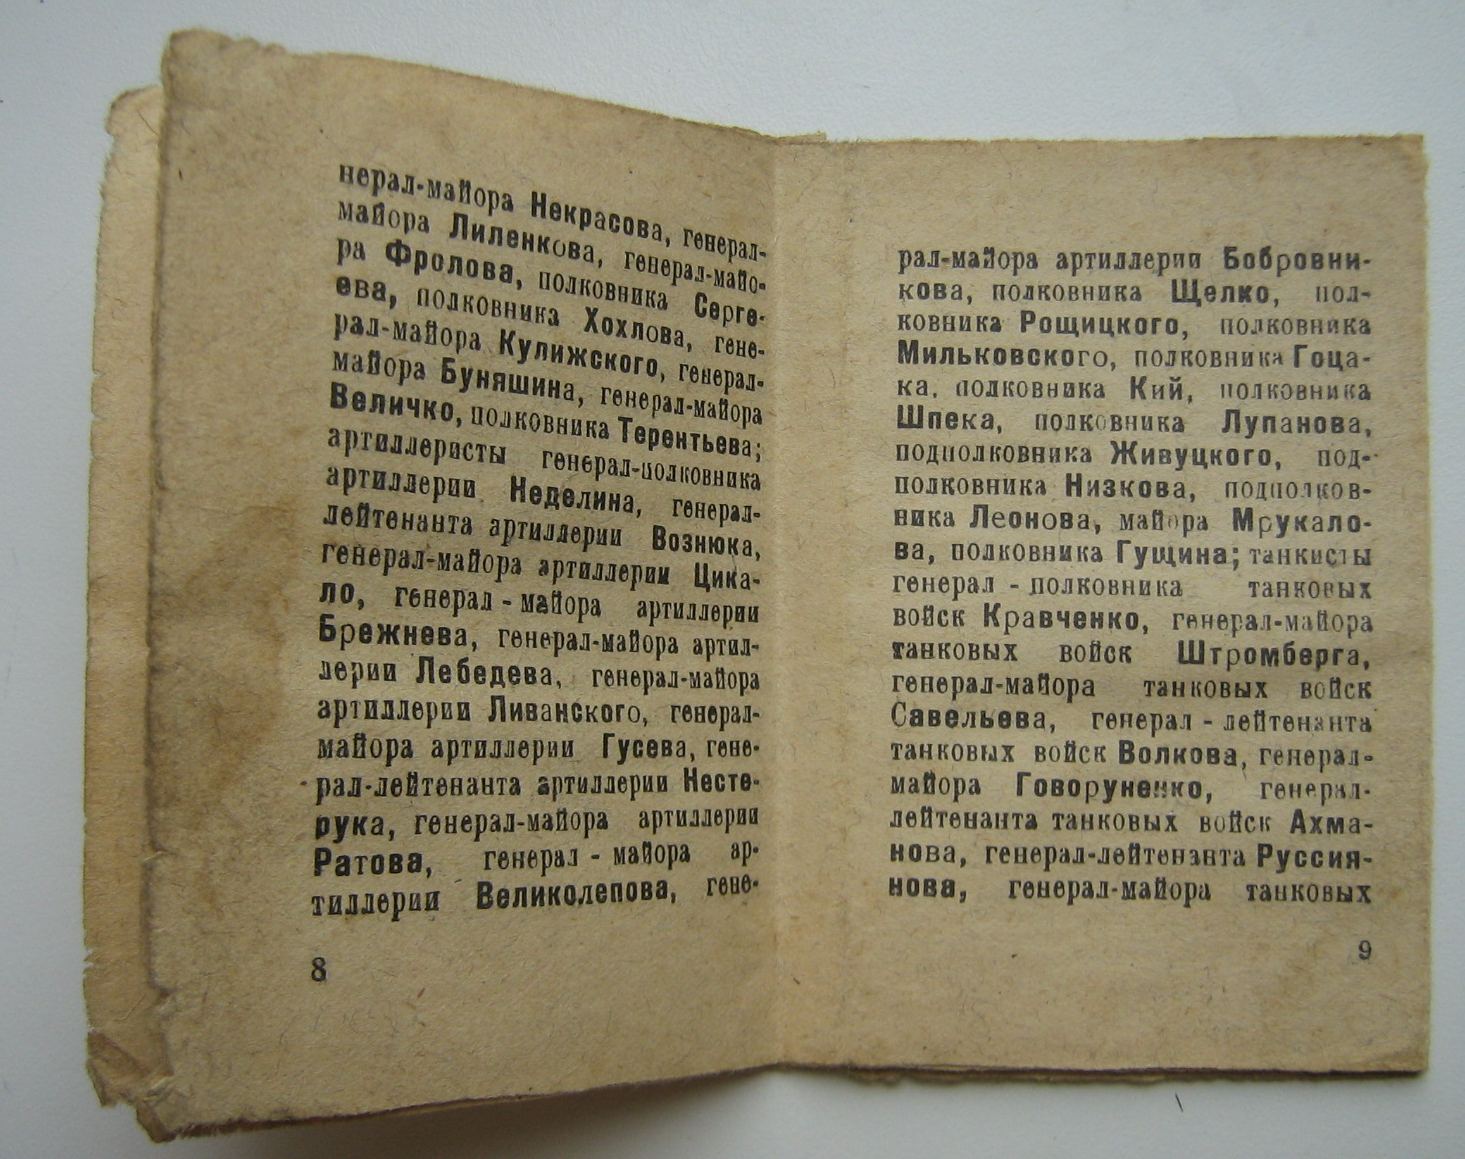 нерал-майора Некрасова, генерал-
майора Лиленкова, генерал-майо-
ра Фролова, полковника Серге-
ева, полковника Хохлова, гене-
рал-майора Кулижского, генерал-
майора Буняшина, генерал-майора
Величко, полковника Терентьева;
артиллеристы генерал-полковника
артиллерии Неделина, генерал-
лейтенанта артиллерии Вознюка,
генерал-майора артиллерии Цика-
ло, генерал - майора артиллерии
Брежнева, генерал-майора артил-
лерии Лебедева, генерал-майора
артиллерии Ливанского, генерал-
майора артиллерии Гусева, гене-
рал-лейтенанта артиллерии Несте-
рука, генерал-майора артиллерии
Ратова, генерал - майора ар-
тиллерии Великолепова, гене-
8
рал-майора артиллерии Бобровни-
кова, полковника Щелко, пол-
ковника Рощицкого, полковника
Мильковского, полковника Гоца-
ка, полковника Кий, полковника
Шпека, полковника Лупанова,
подполковника Живуцкого, под-
полковника Низкова, подполков-
ника Леонова, майора Мрукало-
ва, полковника Гущина; танкисты
генерал - полковника танковых
войск Кравченко, генерал-майора
танковых войск Штромберга,
генерал-майора танковых войск
Савельева, генерал - лейтенанта
танковых войск Волкова, генерал-
майора Говоруненко, генерал-
лейтенанта танковых войск Ахма-
нова, генерал-лейтенанта Руссия-
нова, генерал-майора танковых
9